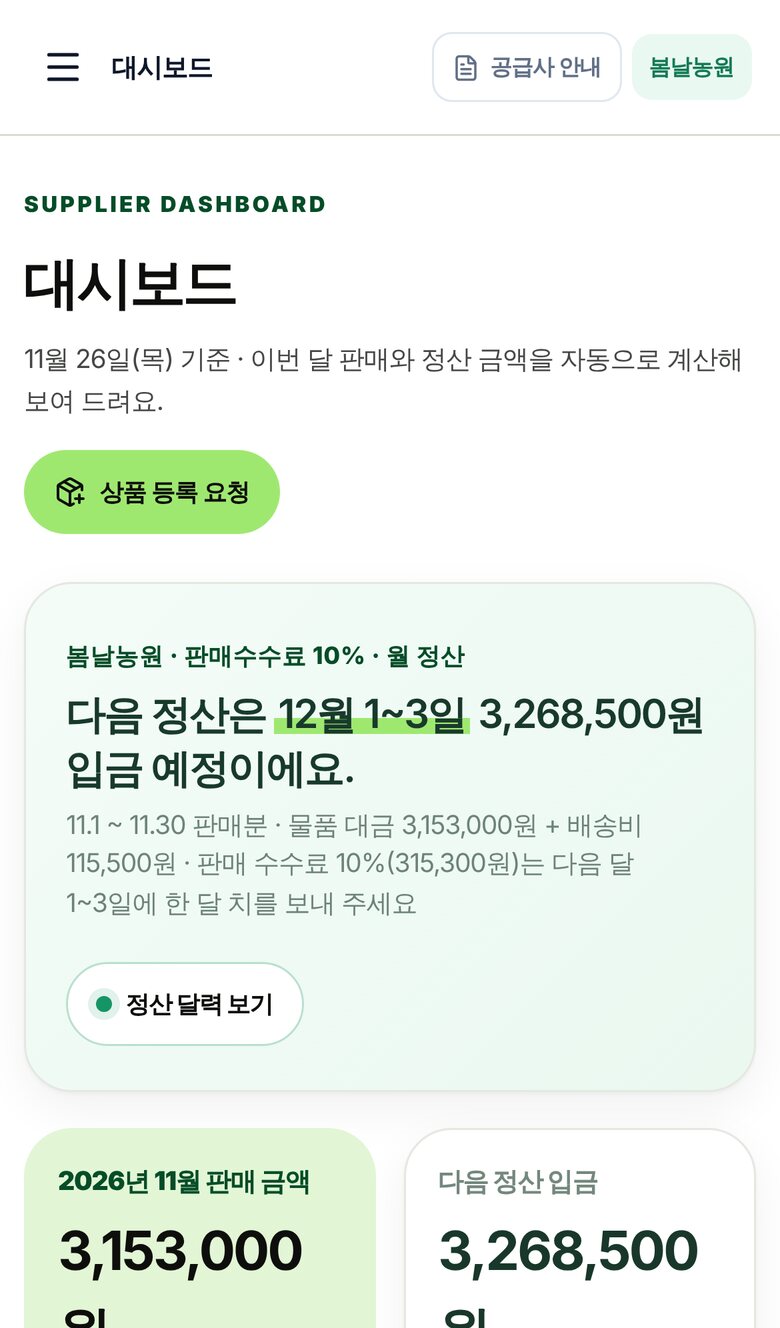 대시보드
공급사 안내
봄날농원
SUPPLIER DASHBOARD
대시보드
11월 26일(목) 기준 · 이번 달 판매와 정산 금액을 자동으로 계산해
보여 드려요.
상품 등록 요청
봄날농원 · 판매수수료 10% · 월 정산
다음 정산은 12월 1~3일 3,268,500원
입금 예정이에요.
11.1 ~ 11.30 판매분 · 물품 대금 3,153,000원 + 배송비
115,500원 · 판매 수수료 10%(315,300원)는 다음 달
1~3일에 한 달 치를 보내 주세요
정산 달력 보기
2026년 11월 판매 금액
3,153,000
원
다음 정산 입금
3,268,500
원